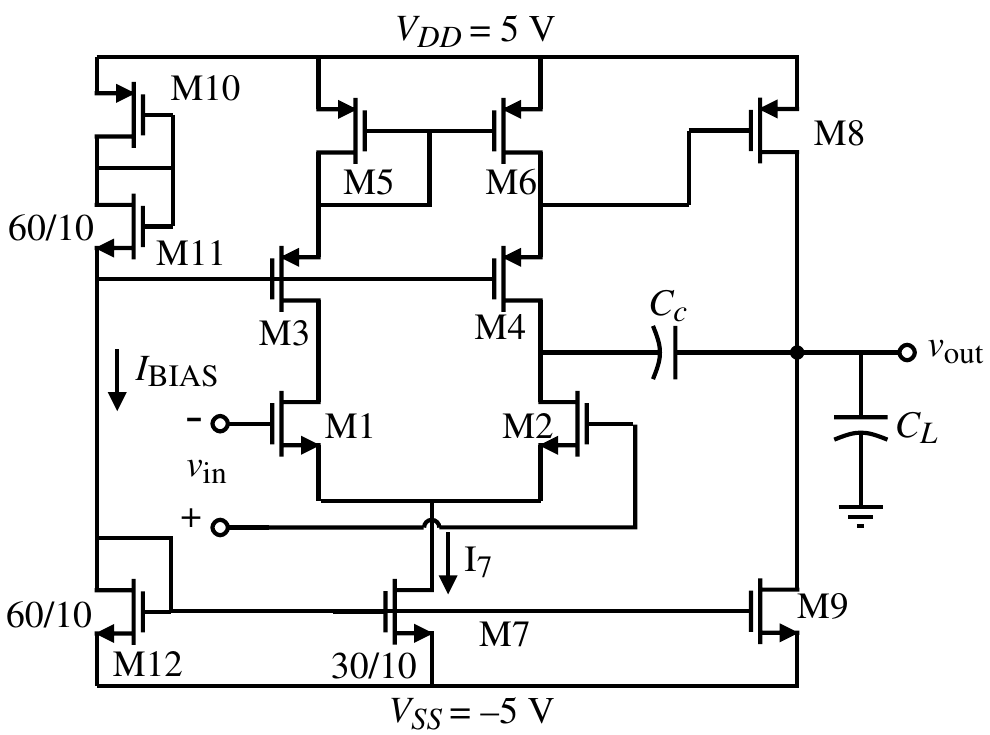 V_DD = 5 V
M10
M8
M5
M6
60/10
M11
M3
M4
C_c
v_out
I_BIAS
-
M1
M2
C_L
v_in
+
I_7
60/10
M9
M7
M12
30/10
V_SS = –5 V